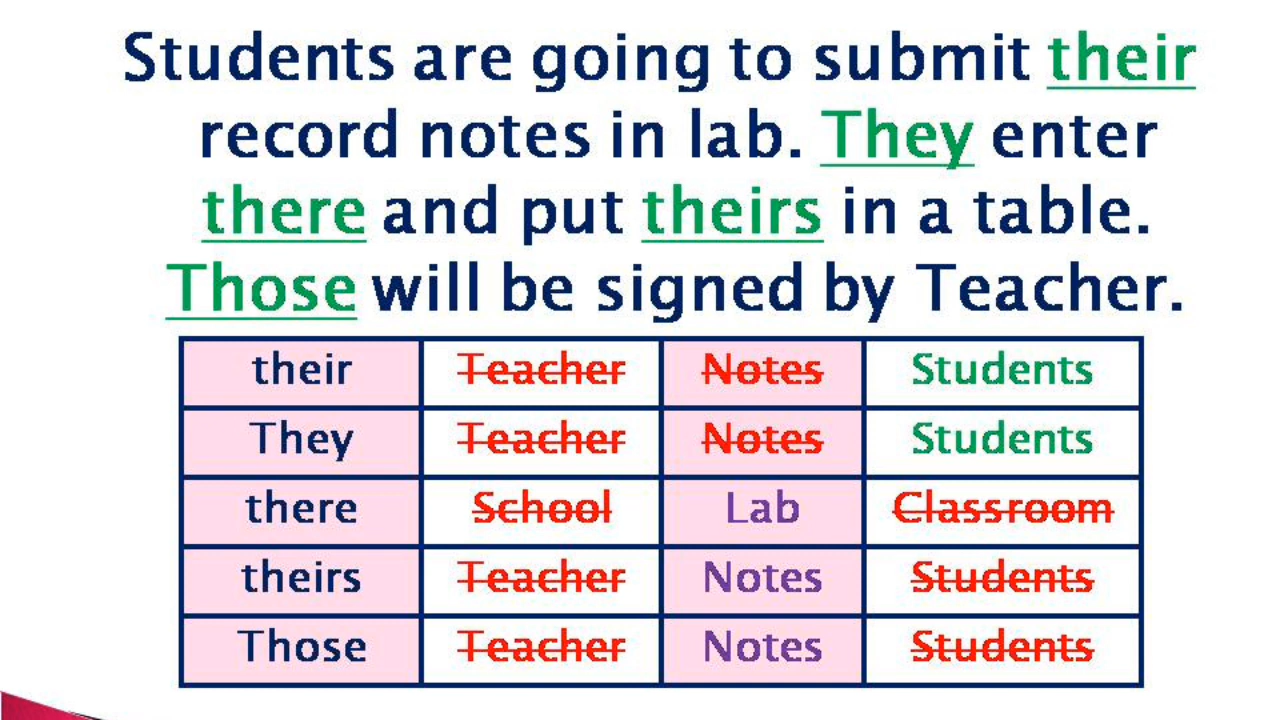 Students are going to submit their
record notes in lab. They enter
there and put theirs in a table.
Those will be signed by Teacher.
their Teacher Notes Students
They Teacher Notes Students
there School Lab Classroom
theirs Teacher Notes Students
Those Teacher Notes Students